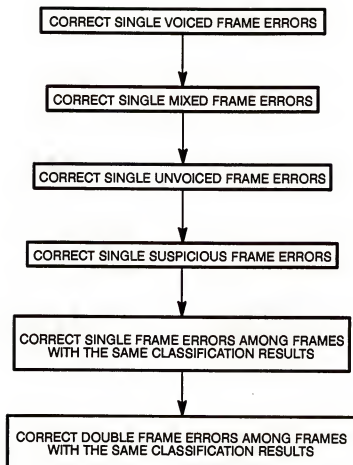 CORRECT SINGLE VOICED FRAME ERRORS
CORRECT SINGLE MIXED FRAME ERRORS
CORRECT SINGLE UNVOICED FRAME ERRORS
CORRECT SINGLE SUSPICIOUS FRAME ERRORS
CORRECT SINGLE FRAME ERRORS AMONG FRAMES
WITH THE SAME CLASSIFICATION RESULTS
CORRECT DOUBLE FRAME ERRORS AMONG FRAMES
WITH THE SAME CLASSIFICATION RESULTS